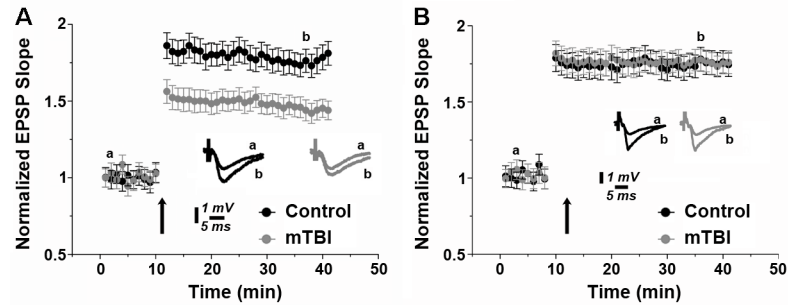 A
Normalized EPSP Slope
2
1.5
1
0.5
a
b
a
b
a
b
1 mV
5 ms
Control
mTBI
0 10 20 30 40 50
Time (min)
B
Normalized EPSP Slope
2
1.5
1
0.5
a
b
a
b
a
b
1 mV
5 ms
Control
mTBI
0 10 20 30 40 50
Time (min)